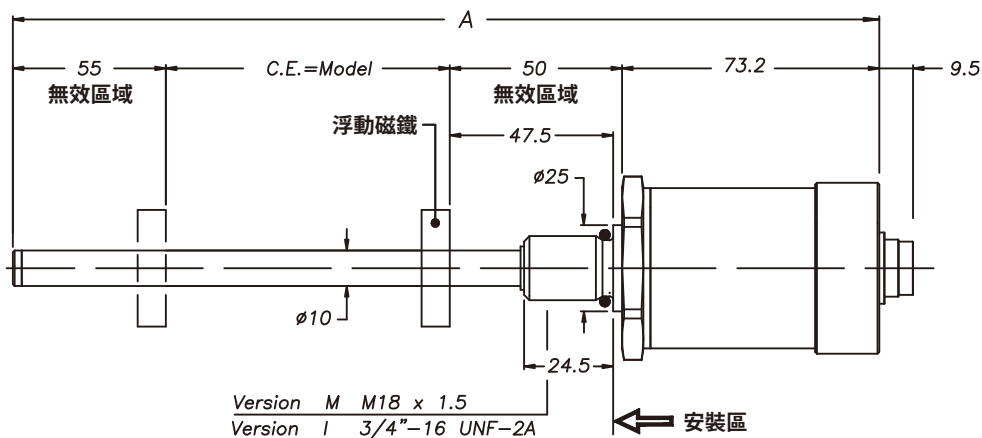 A
55
C.E.=Model
50
73.2
9.5
無效區域
無效區域
浮動磁鐵
47.5
ø25
ø10
24.5
Version M M18 x 1.5
Version I 3/4"-16 UNF-2A
安裝區